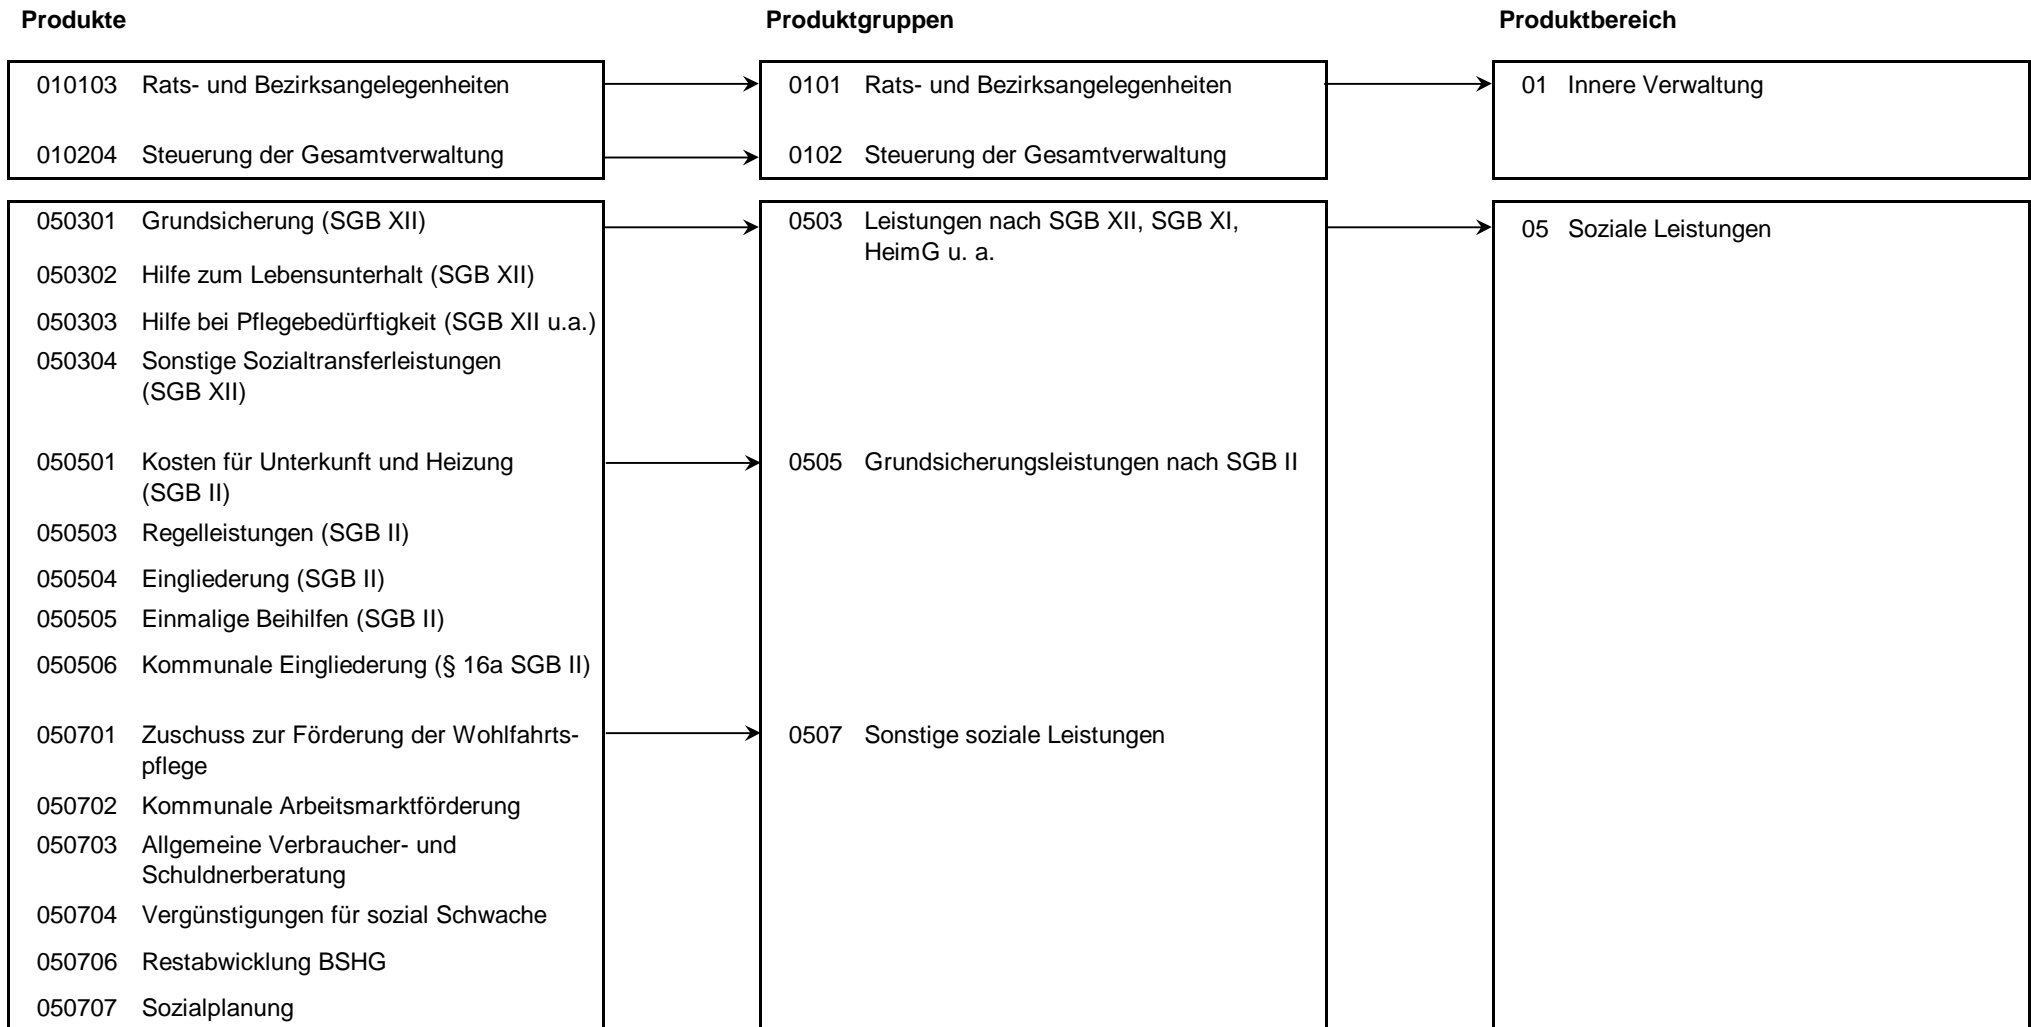 Produkte Produktgruppen Produktbereich
010103 Rats- und Bezirksangelegenheiten 0101 Rats- und Bezirksangelegenheiten 01 Innere Verwaltung
010204 Steuerung der Gesamtverwaltung 0102 Steuerung der Gesamtverwaltung
050301 Grundsicherung (SGB XII) 0503 Leistungen nach SGB XII, SGB XI, 05 Soziale Leistungen
HeimG u. a.
050302 Hilfe zum Lebensunterhalt (SGB XII)
050303 Hilfe bei Pflegebedürftigkeit (SGB XII u.a.)
050304 Sonstige Sozialtransferleistungen
(SGB XII)
050501 Kosten für Unterkunft und Heizung 0505 Grundsicherungsleistungen nach SGB II
(SGB II)
050503 Regelleistungen (SGB II)
050504 Eingliederung (SGB II)
050505 Einmalige Beihilfen (SGB II)
050506 Kommunale Eingliederung (§ 16a SGB II)
050701 Zuschuss zur Förderung der Wohlfahrts- 0507 Sonstige soziale Leistungen
pflege
050702 Kommunale Arbeitsmarktförderung
050703 Allgemeine Verbraucher- und
Schuldnerberatung
050704 Vergünstigungen für sozial Schwache
050706 Restabwicklung BSHG
050707 Sozialplanung